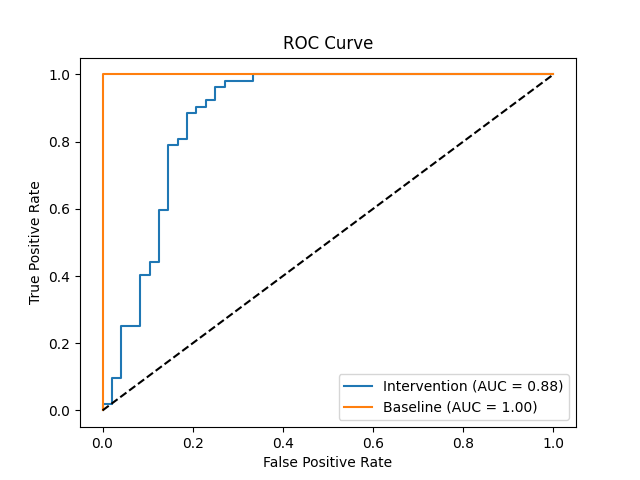 ROC Curve
True Positive Rate
1.0
0.8
0.6
0.4
0.2
0.0
0.0 0.2 0.4 0.6 0.8 1.0
False Positive Rate
Intervention (AUC = 0.88)
Baseline (AUC = 1.00)